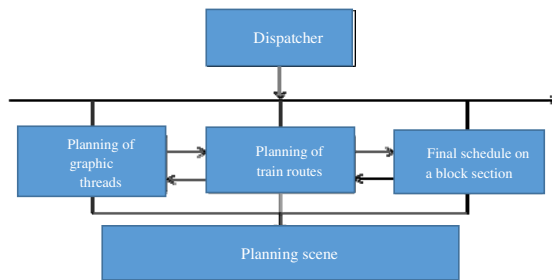 Dispatcher
Planning of
graphic
threads
Planning of
train routes
Final schedule on
a block section
Planning scene